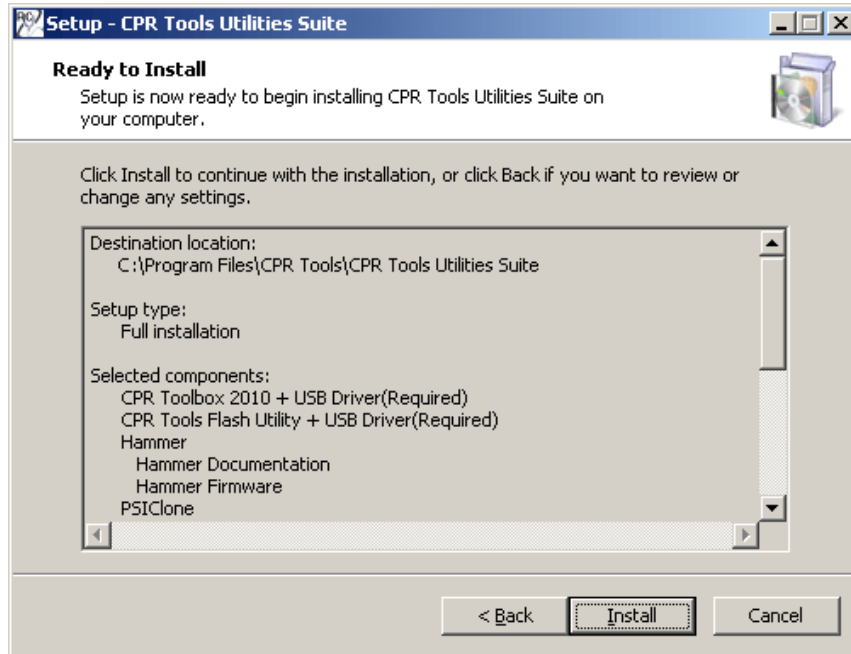 Setup - CPR Tools Utilities Suite
Ready to Install
Setup is now ready to begin installing CPR Tools Utilities Suite on
your computer.
Click Install to continue with the installation, or click Back if you want to review or
change any settings.
Destination location:
C:\Program Files\CPR Tools\CPR Tools Utilities Suite
Setup type:
Full installation
Selected components:
CPR Toolbox 2010 + USB Driver(Required)
CPR Tools Flash Utility + USB Driver(Required)
Hammer
Hammer Documentation
Hammer Firmware
PSIClone
< Back
Install
Cancel